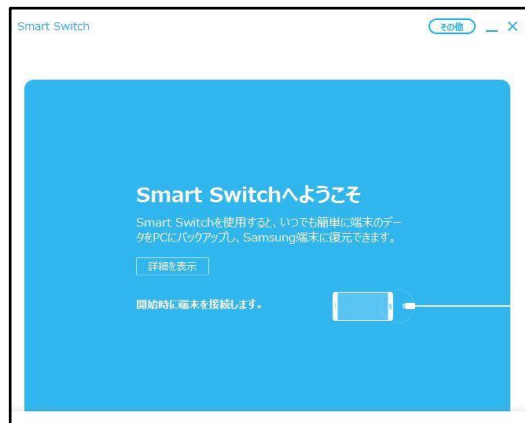 Smart Switch
その他
Smart Switchへようこそ
Smart Switchを使用すると、いつでも簡単に端末のデー
タをPCにバックアップし、Samsung端末に復元できます。
詳細を表示
開始時に端末を接続します。